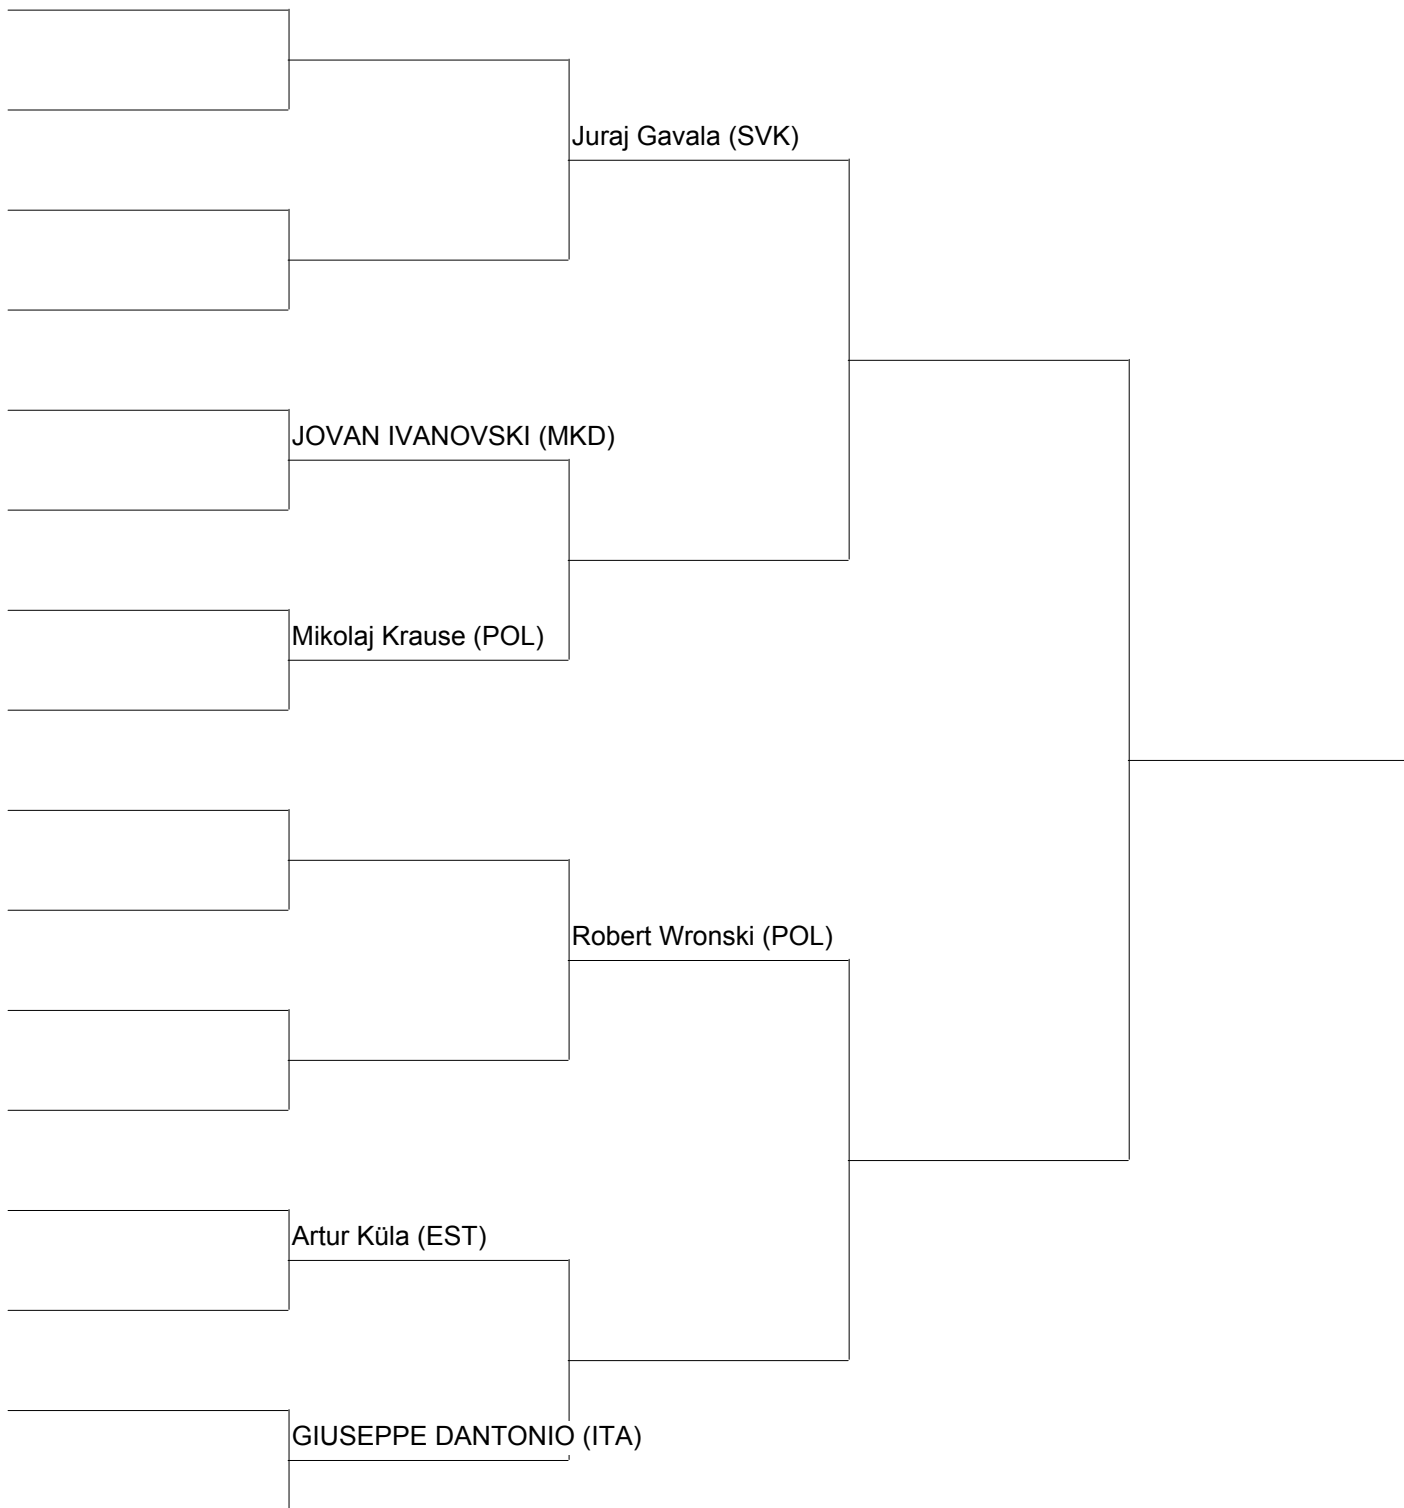 Juraj Gavala (SVK)
JOVAN IVANOVSKI (MKD)
Mikolaj Krause (POL)
Robert Wronski (POL)
Artur Küla (EST)
GIUSEPPE DANTONIO (ITA)